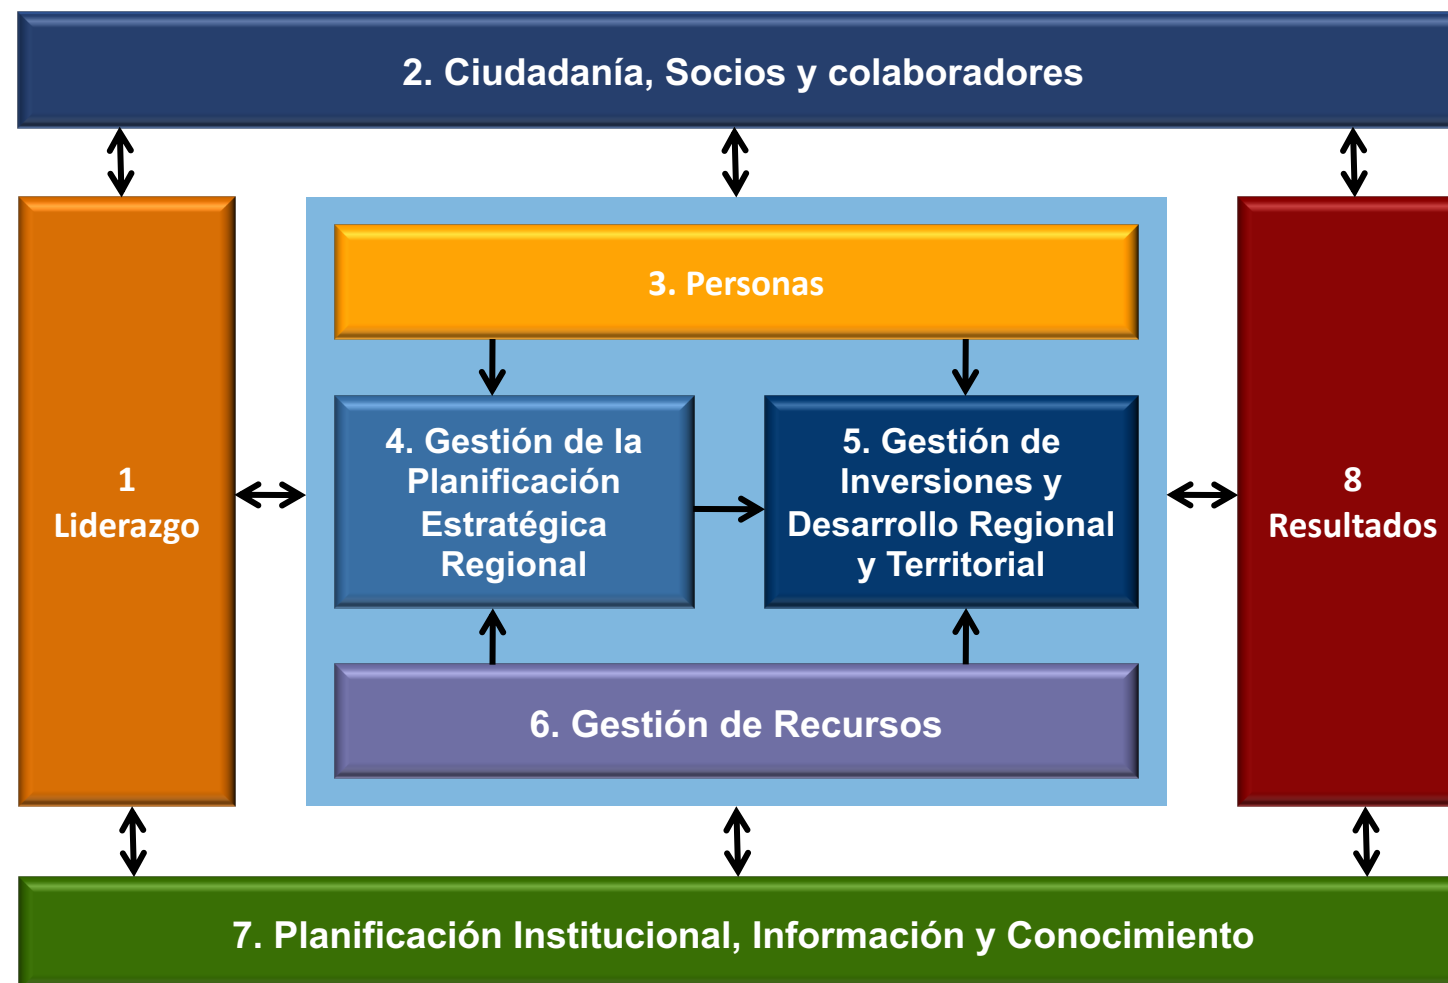 2. Ciudadanía, Socios y colaboradores
1
Liderazgo
3. Personas
4. Gestión de la
Planificación
Estratégica
Regional
5. Gestión de
Inversiones y
Desarrollo Regional
y Territorial
6. Gestión de Recursos
8
Resultados
7. Planificación Institucional, Información y Conocimiento